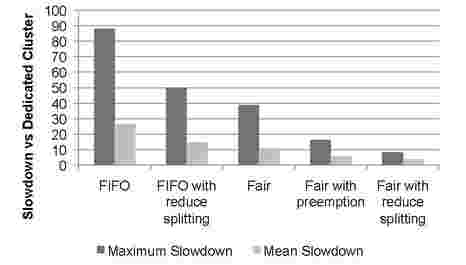 Slowdown vs Dedicated Cluster
100
90
80
70
60
50
40
30
20
10
0
FIFO
FIFO with
reduce
splitting
Fair
Fair with
preemption
Fair with
reduce
splitting
Maximum Slowdown
Mean Slowdown